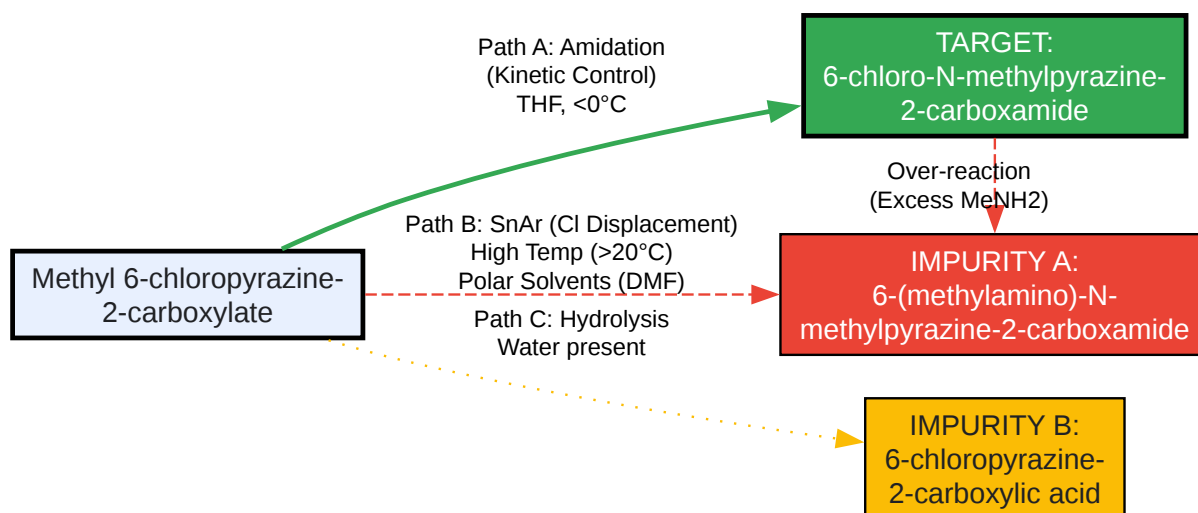 Path A: Amidation
(Kinetic Control)
THF, <0°C
TARGET:
6-chloro-N-methylpyrazine-
2-carboxamide
Over-reaction
(Excess MeNH2)
Path B: SnAr (Cl Displacement)
High Temp (>20°C)
Polar Solvents (DMF)
Methyl 6-chloropyrazine-
2-carboxylate
IMPURITY A:
6-(methylamino)-N-
methylpyrazine-2-carboxamide
Path C: Hydrolysis
Water present
IMPURITY B:
6-chloropyrazine-
2-carboxylic acid